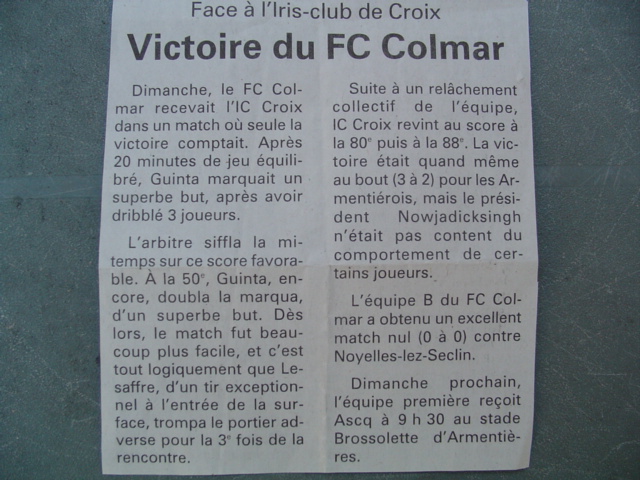 Face à l'Iris-club de Croix
Victoire du FC Colmar
Dimanche, le FC Col-
mar recevait l'IC Croix
dans un match où seule la
victoire comptait. Après
20 minutes de jeu équili-
bré, Guinta marquait un
superbe but, après avoir
dribblé 3 joueurs.
L'arbitre siffla la mi-
temps sur ce score favora-
ble. À la 50e, Guinta, en-
core, doubla la marqua,
d'un superbe but. Dès
lors, le match fut beau-
coup plus facile, et c'est
tout logiquement que Le-
saffre, d'un tir exception-
nel à l'entrée de la sur-
face, trompa le portier ad-
verse pour la 3e fois de la
rencontre.
Suite à un relâchement
collectif de l'équipe,
IC Croix revint au score à
la 80e puis à la 88e. La vic-
toire était quand même
au bout (3 à 2) pour les Ar-
mentiérois, mais le prési-
dent Nowjadicksingh
n'était pas content du
comportement de cer-
tains joueurs.
L'équipe B du FC Col-
mar a obtenu un excellent
match nul (0 à 0) contre
Noyelles-lez-Seclin.
Dimanche prochain,
l'équipe première reçoit
Ascq à 9 h 30 au stade
Brossolette d'Armentiè-
res.